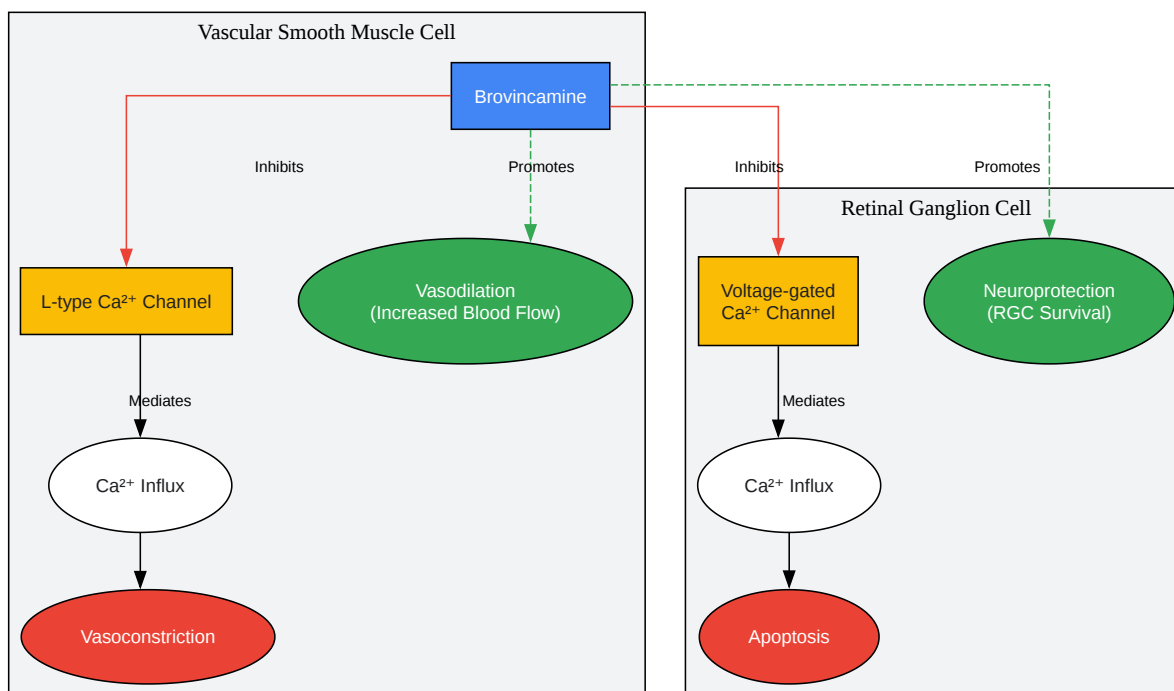 Vascular Smooth Muscle Cell
Brovincamine
Inhibits
Promotes
Inhibits
Promotes
Retinal Ganglion Cell
L-type Ca²⁺ Channel
Vasodilation
(Increased Blood Flow)
Voltage-gated
Ca²⁺ Channel
Neuroprotection
(RGC Survival)
Mediates
Mediates
Ca²⁺ Influx
Ca²⁺ Influx
Vasoconstriction
Apoptosis